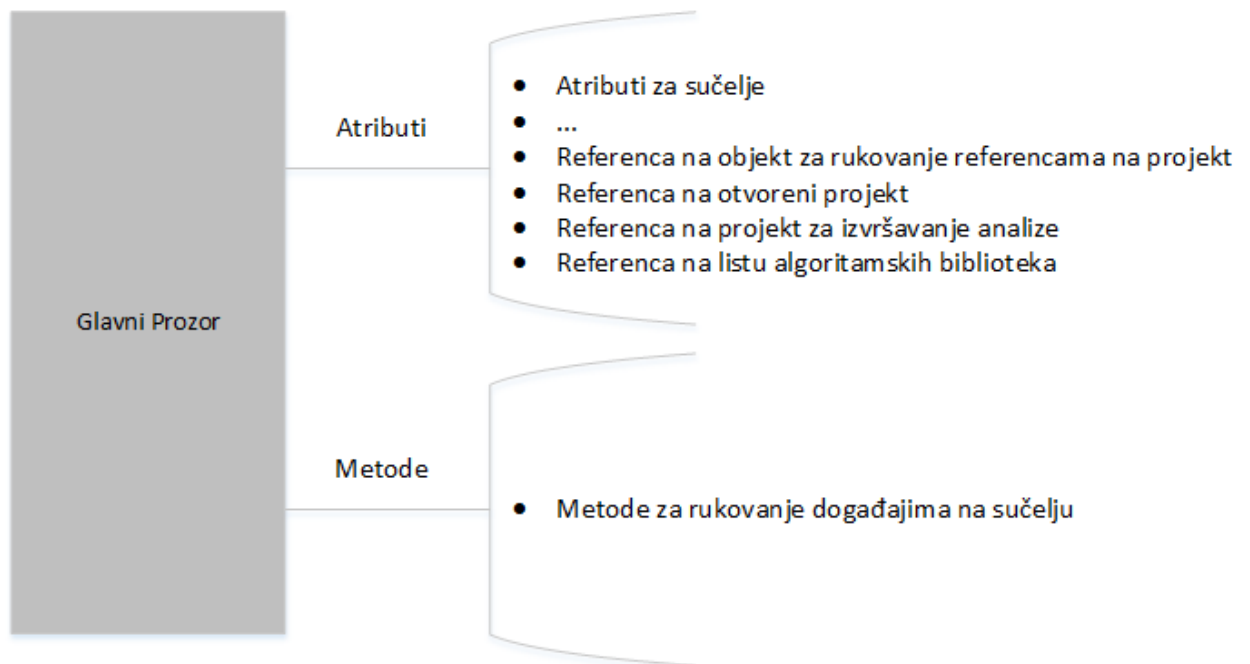 Glavni Prozor
Atributi
● Atributi za sučelje
● ...
● Referenca na objekt za rukovanje referencama na projekt
● Referenca na otvoreni projekt
● Referenca na projekt za izvršavanje analize
● Referenca na listu algoritamskih biblioteka
Metode
● Metode za rukovanje događajima na sučelju